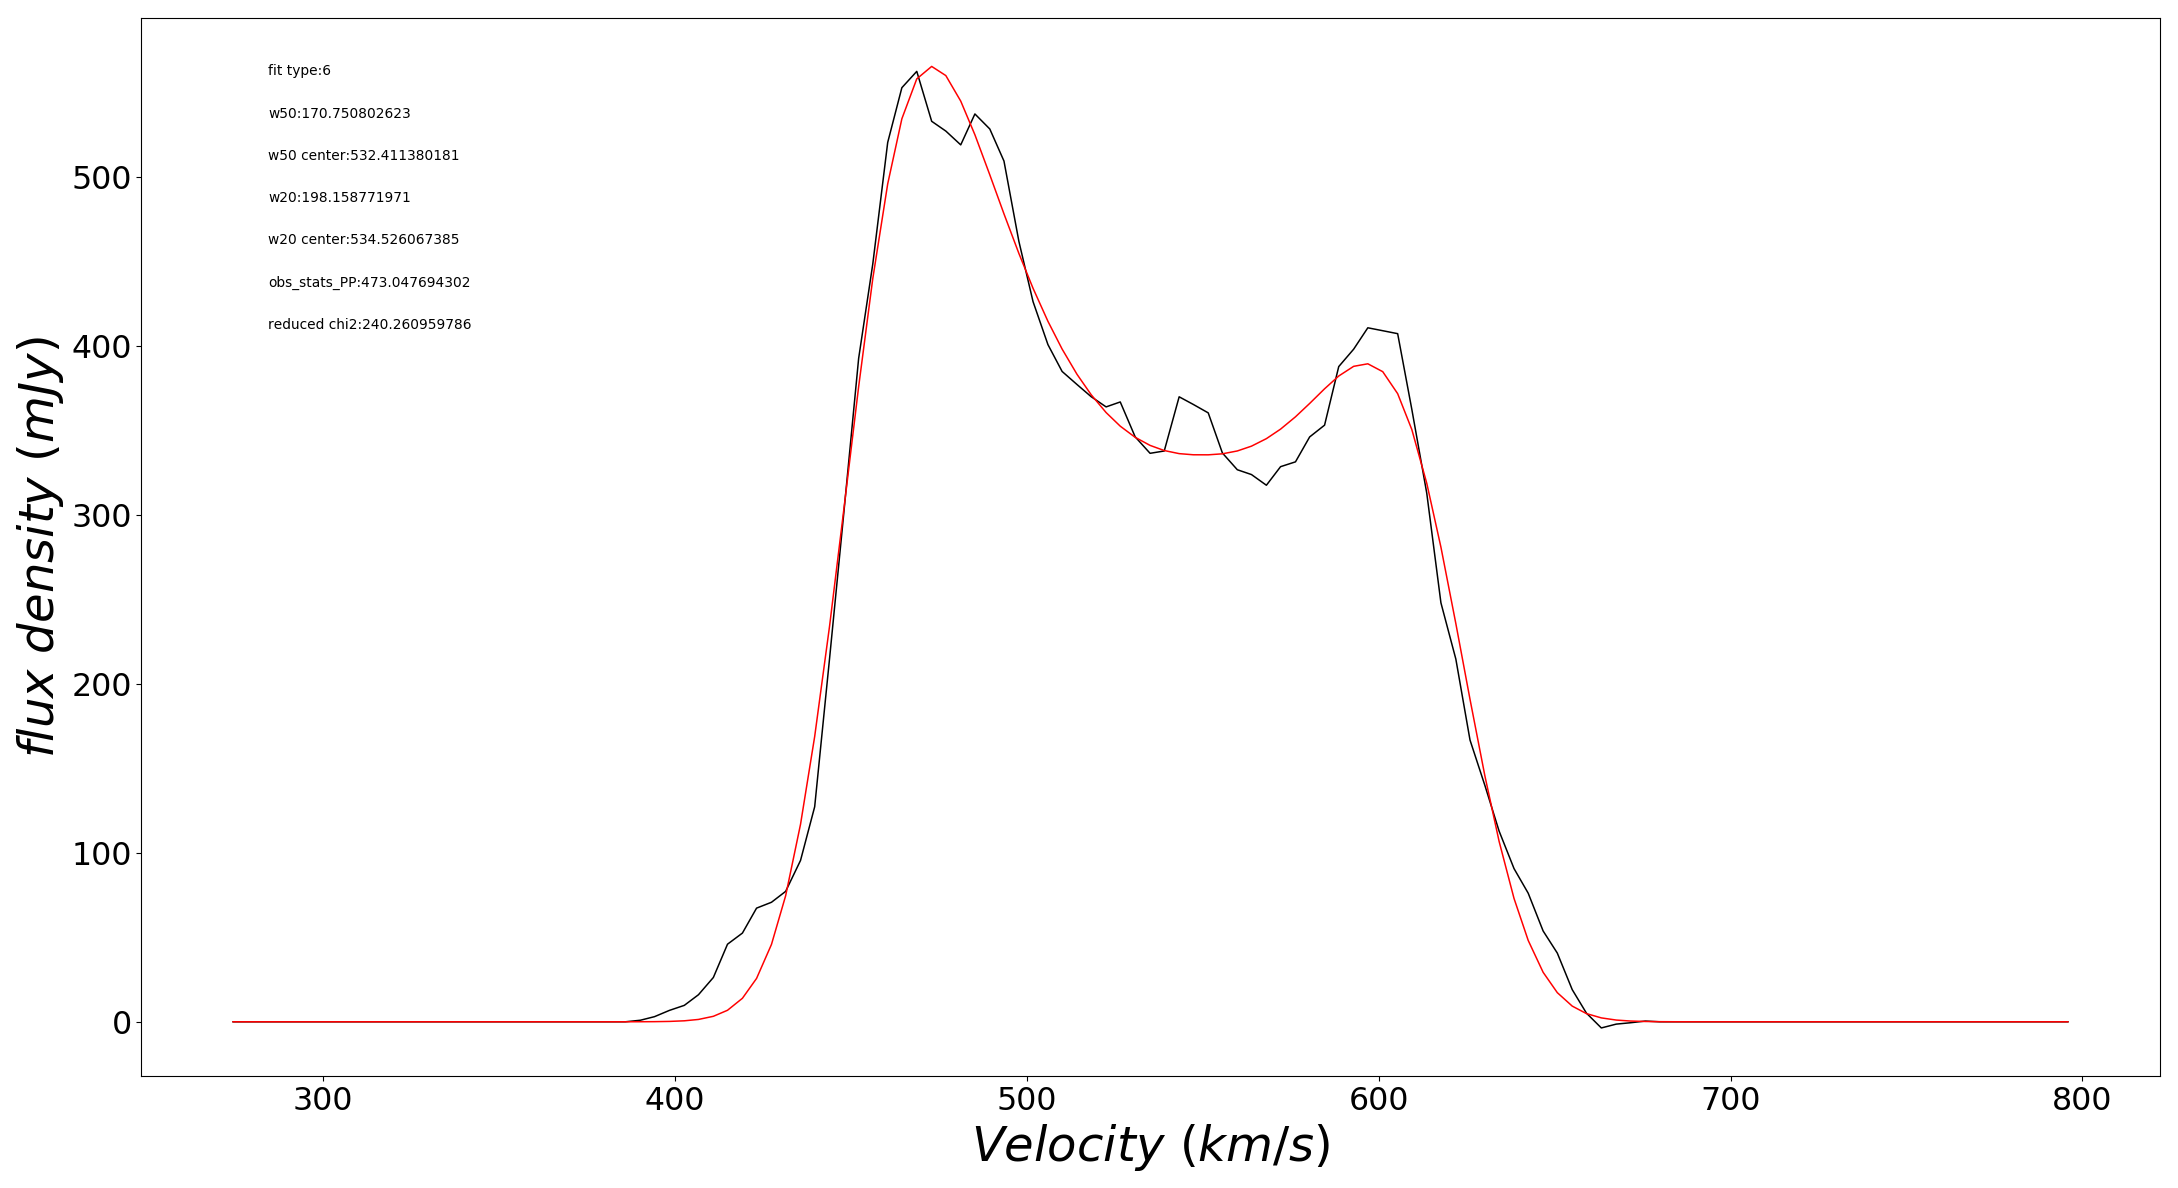 fit type:6
w50:170.750802623
w50 center:532.411380181
w20:198.158771971
w20 center:534.526067385
obs_stats_PP:473.047694302
reduced chi2:240.260959786
flux density (mJy)
500
400
300
200
100
0
300 400 500 600 700 800
Velocity (km/s)